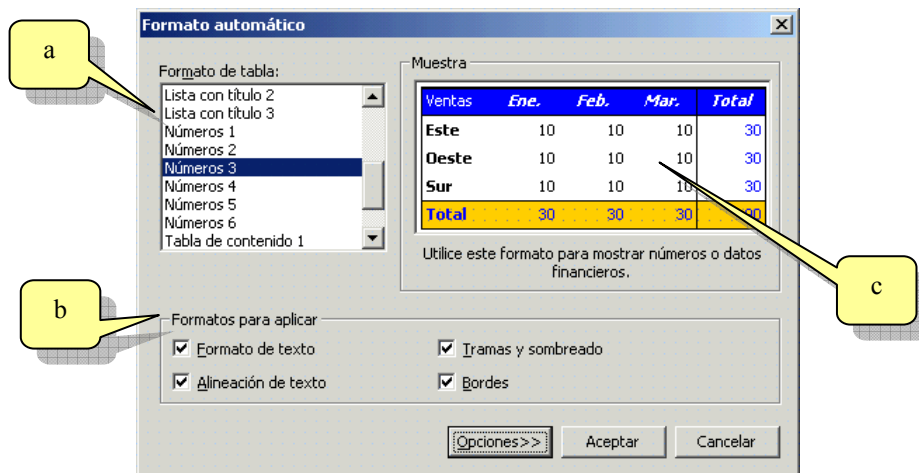 Formato automático
a
Formato de tabla:
Lista con título 2
Lista con título 3
Números 1
Números 2
Números 3
Números 4
Números 5
Números 6
Tabla de contenido 1
Muestra
Ventas Ene. Feb. Mar. Total
Este 10 10 10 30
Oeste 10 10 10 30
Sur 10 10 10 30
Total 30 30 30 90
Utilice este formato para mostrar números o datos
financieros.
c
b
Formatos para aplicar
Formato de texto
Tramas y sombreado
Alineación de texto
Bordes
Opciones>> Aceptar Cancelar